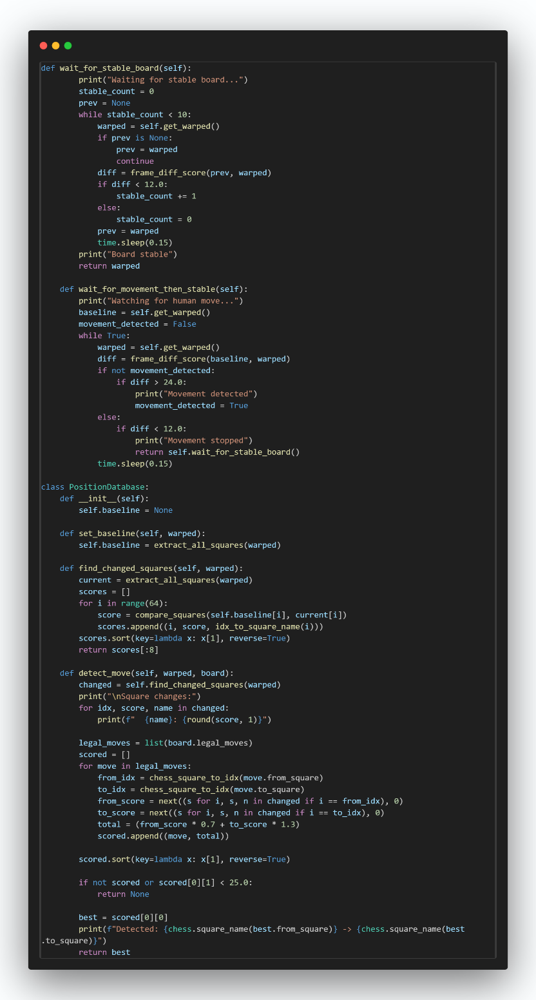 def wait_for_stable_board(self):
        print("Waiting for stable board...")
        stable_count = 0
        prev = None
        while stable_count < 10:
            warped = self.get_warped()
            if prev is None:
                prev = warped
                continue
            diff = frame_diff_score(prev, warped)
            if diff < 12.0:
                stable_count += 1
            else:
                stable_count = 0
            prev = warped
            time.sleep(0.15)
        print("Board stable")
        return warped

    def wait_for_movement_then_stable(self):
        print("Watching for human move...")
        baseline = self.get_warped()
        movement_detected = False
        while True:
            warped = self.get_warped()
            diff = frame_diff_score(baseline, warped)
            if not movement_detected:
                if diff > 24.0:
                    print("Movement detected")
                    movement_detected = True
            else:
                if diff < 12.0:
                    print("Movement stopped")
                    return self.wait_for_stable_board()
            time.sleep(0.15)

class PositionDatabase:
    def __init__(self):
        self.baseline = None

    def set_baseline(self, warped):
        self.baseline = extract_all_squares(warped)

    def find_changed_squares(self, warped):
        current = extract_all_squares(warped)
        scores = []
        for i in range(64):
            score = compare_squares(self.baseline[i], current[i])
            scores.append((i, score, idx_to_square_name(i)))
        scores.sort(key=lambda x: x[1], reverse=True)
        return scores[:8]

    def detect_move(self, warped, board):
        changed = self.find_changed_squares(warped)
        print("\nSquare changes:")
        for idx, score, name in changed:
            print(f"  {name}: {round(score, 1)}")

        legal_moves = list(board.legal_moves)
        scored = []
        for move in legal_moves:
            from_idx = chess_square_to_idx(move.from_square)
            to_idx = chess_square_to_idx(move.to_square)
            from_score = next((s for i, s, n in changed if i == from_idx), 0)
            to_score = next((s for i, s, n in changed if i == to_idx), 0)
            total = (from_score * 0.7 + to_score * 1.3)
            scored.append((move, total))

        scored.sort(key=lambda x: x[1], reverse=True)

        if not scored or scored[0][1] < 25.0:
            return None

        best = scored[0][0]
        print(f"Detected: {chess.square_name(best.from_square)} -> {chess.square_name(best
.to_square)}")
        return best